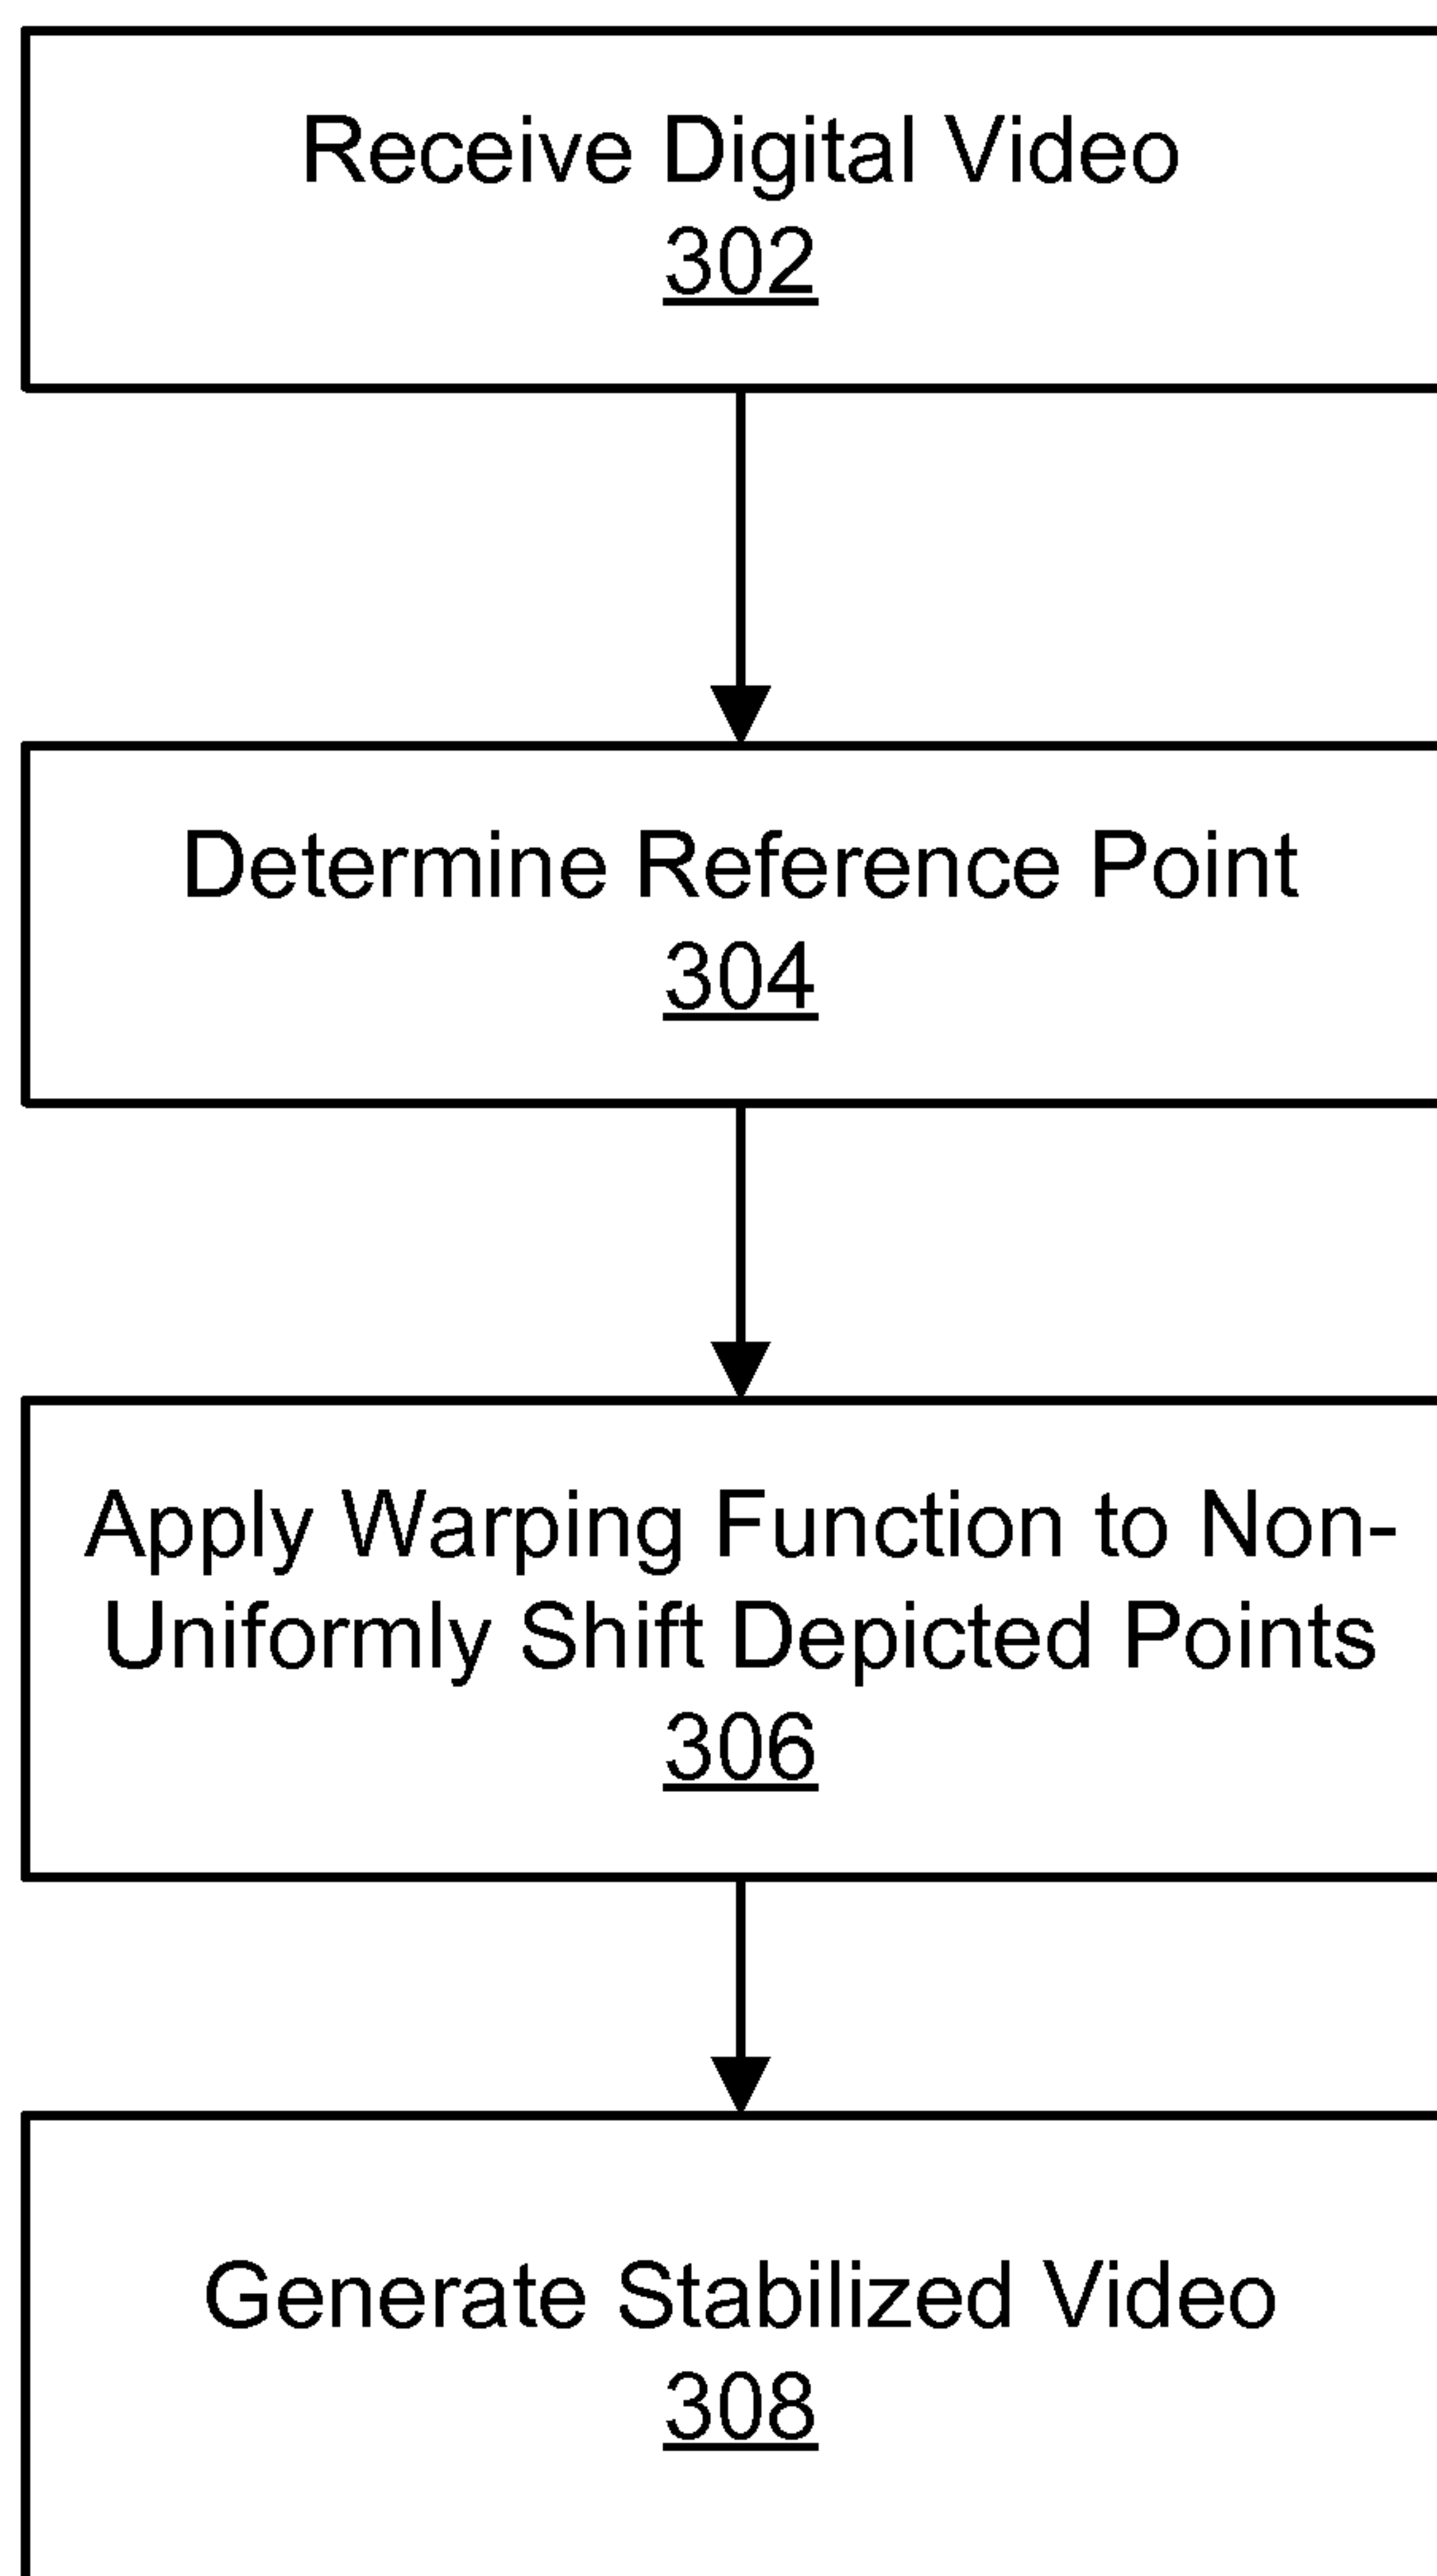 Receive Digital Video
302
Determine Reference Point
304
Apply Warping Function to Non-
Uniformly Shift Depicted Points
306
Generate Stabilized Video
308